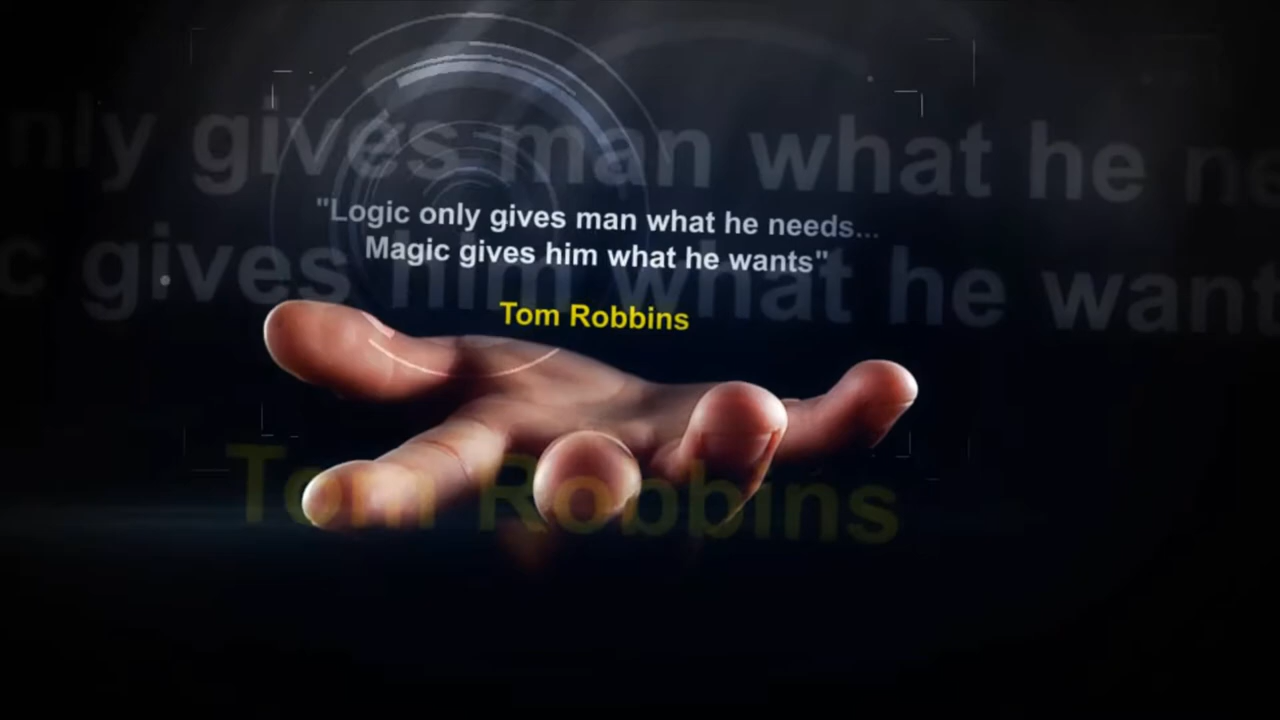 nly gives man what he ne
"Logic only gives man what he needs...
Magic gives him what he wants"
c gives him what he want
Tom Robbins
Tom Robbins